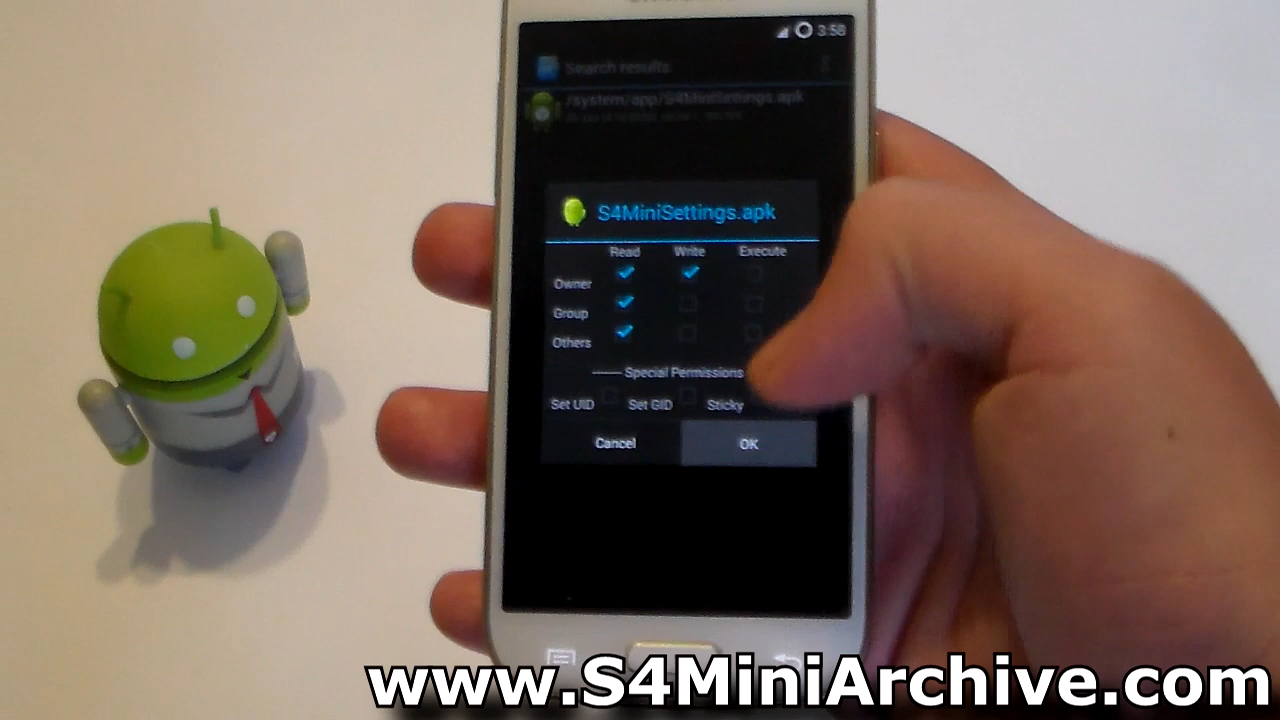 3:58
Search results
/system/app/S4MiniSettings.apk
S4MiniSettings.apk
Read Write Execute
Owner
Group
Others
------ Special Permissions
Set UID Set GID Sticky
Cancel OK
www.S4MiniArchive.com